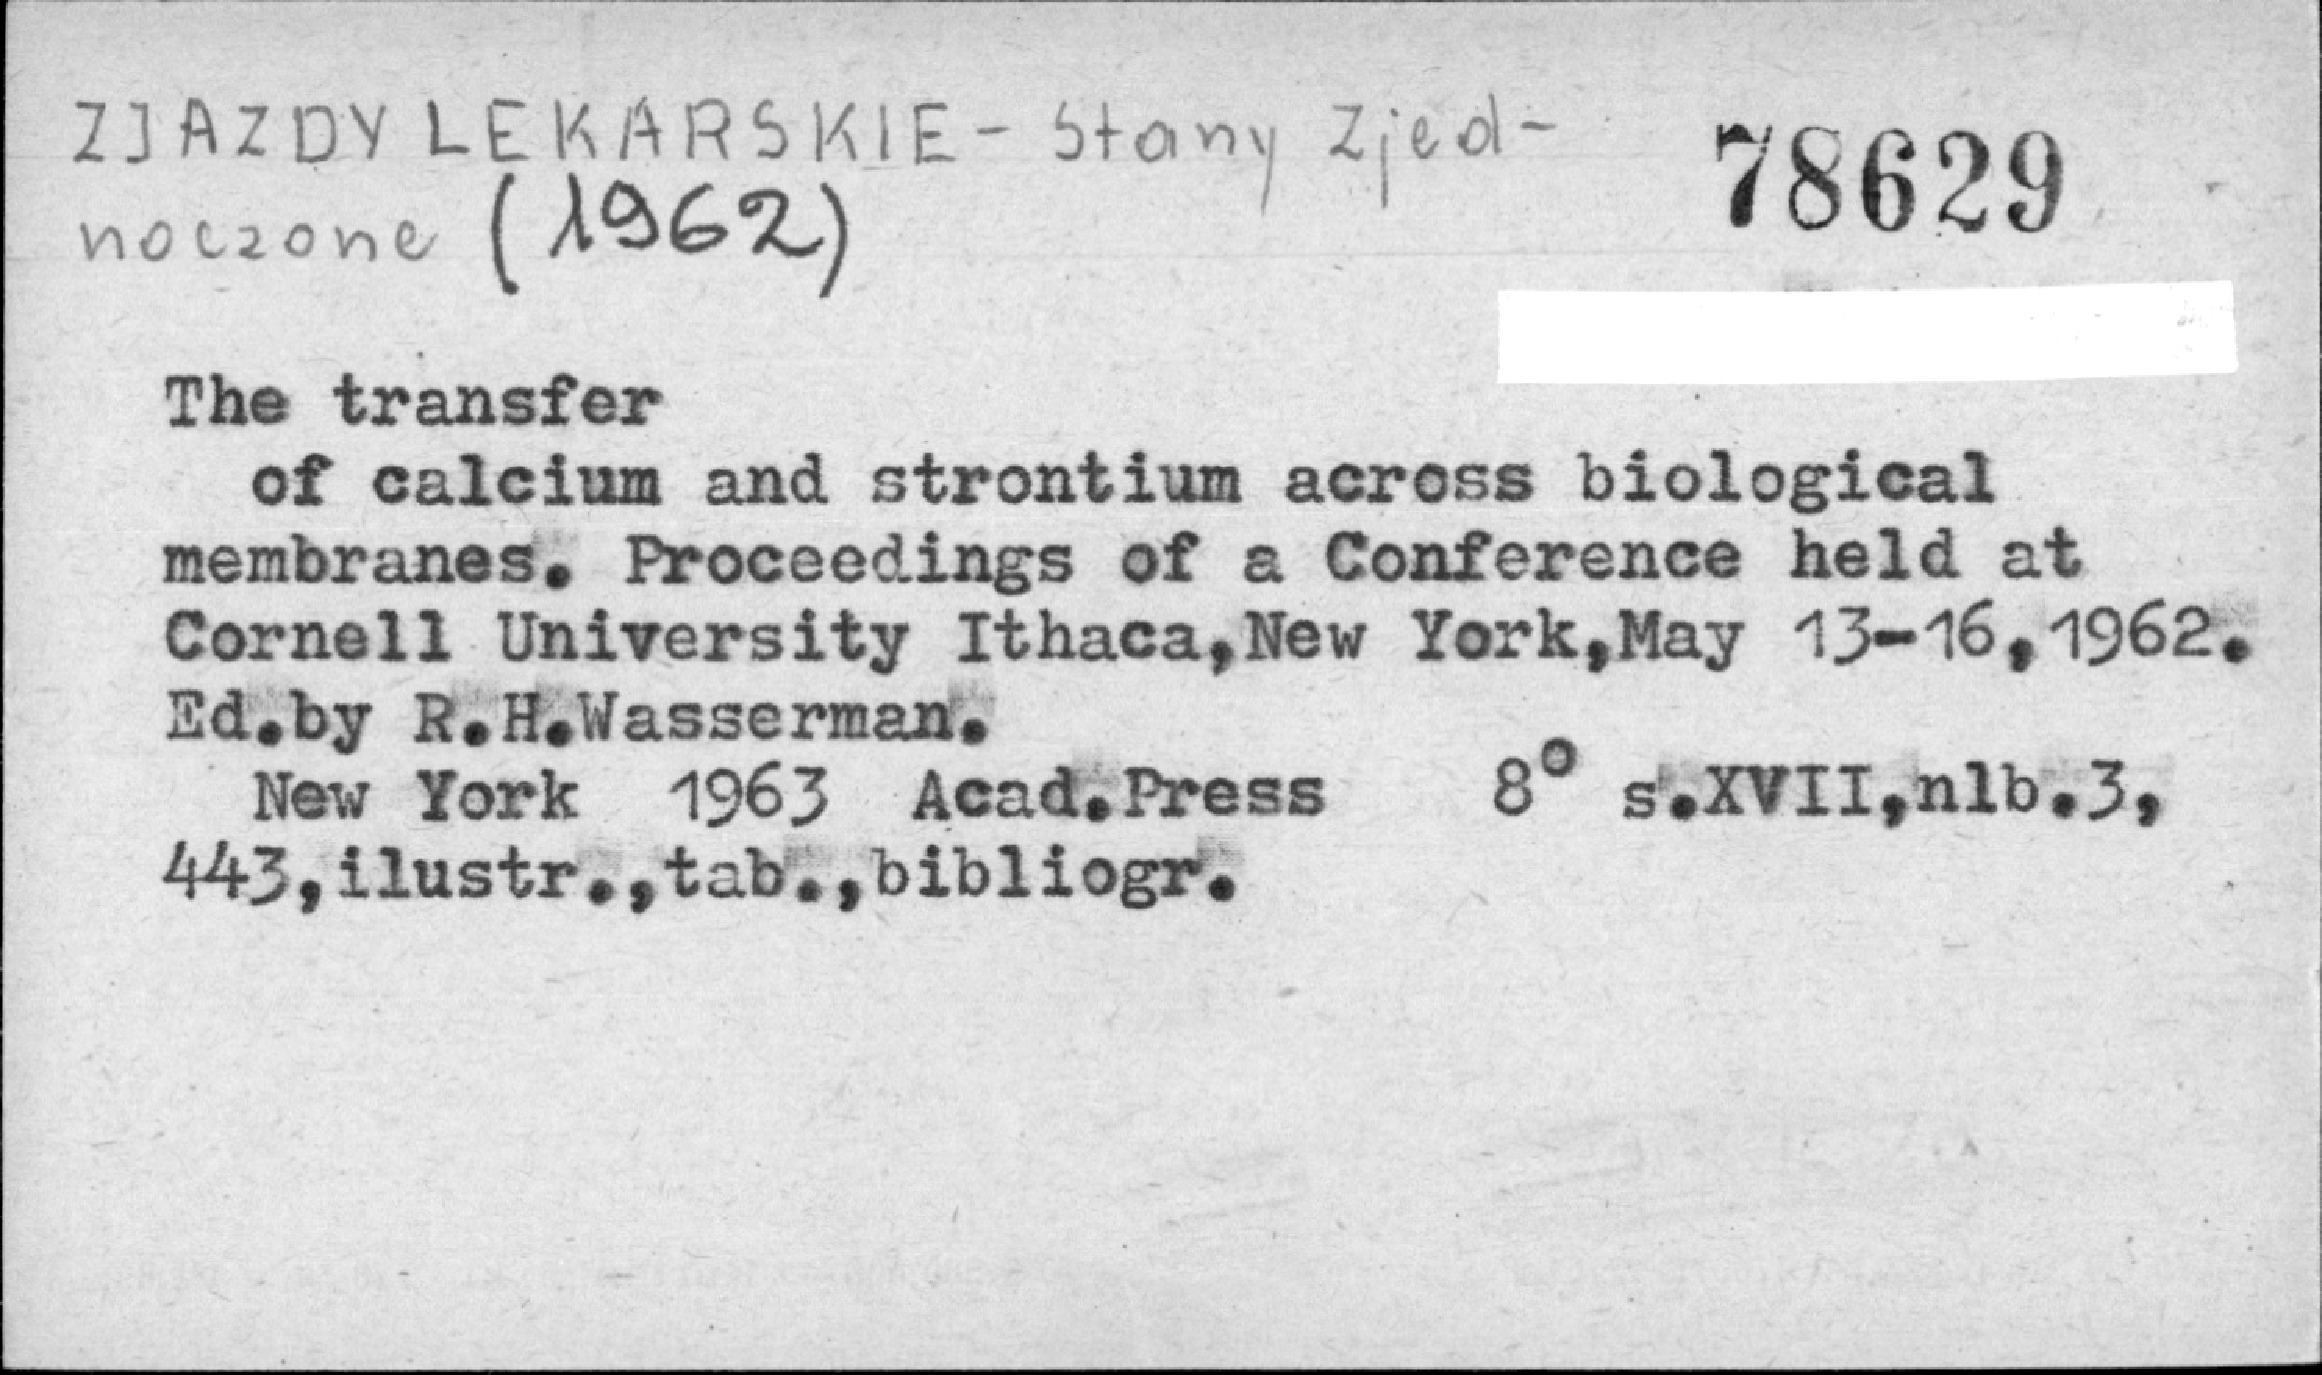 ZJAZDY LEKARSKIE - Stany Zjed-
noczone (1962)
78629
The transfer
of calcium and strontium across biological
membranes. Proceedings of a Conference held at
Cornell University Ithaca,New York,May 13-16,1962.
Ed.by R.H.Wasserman.
New York 1963 Acad.Press 8° s.XVII,nlb.3,
443,ilustr.,tab.,bibliogr.